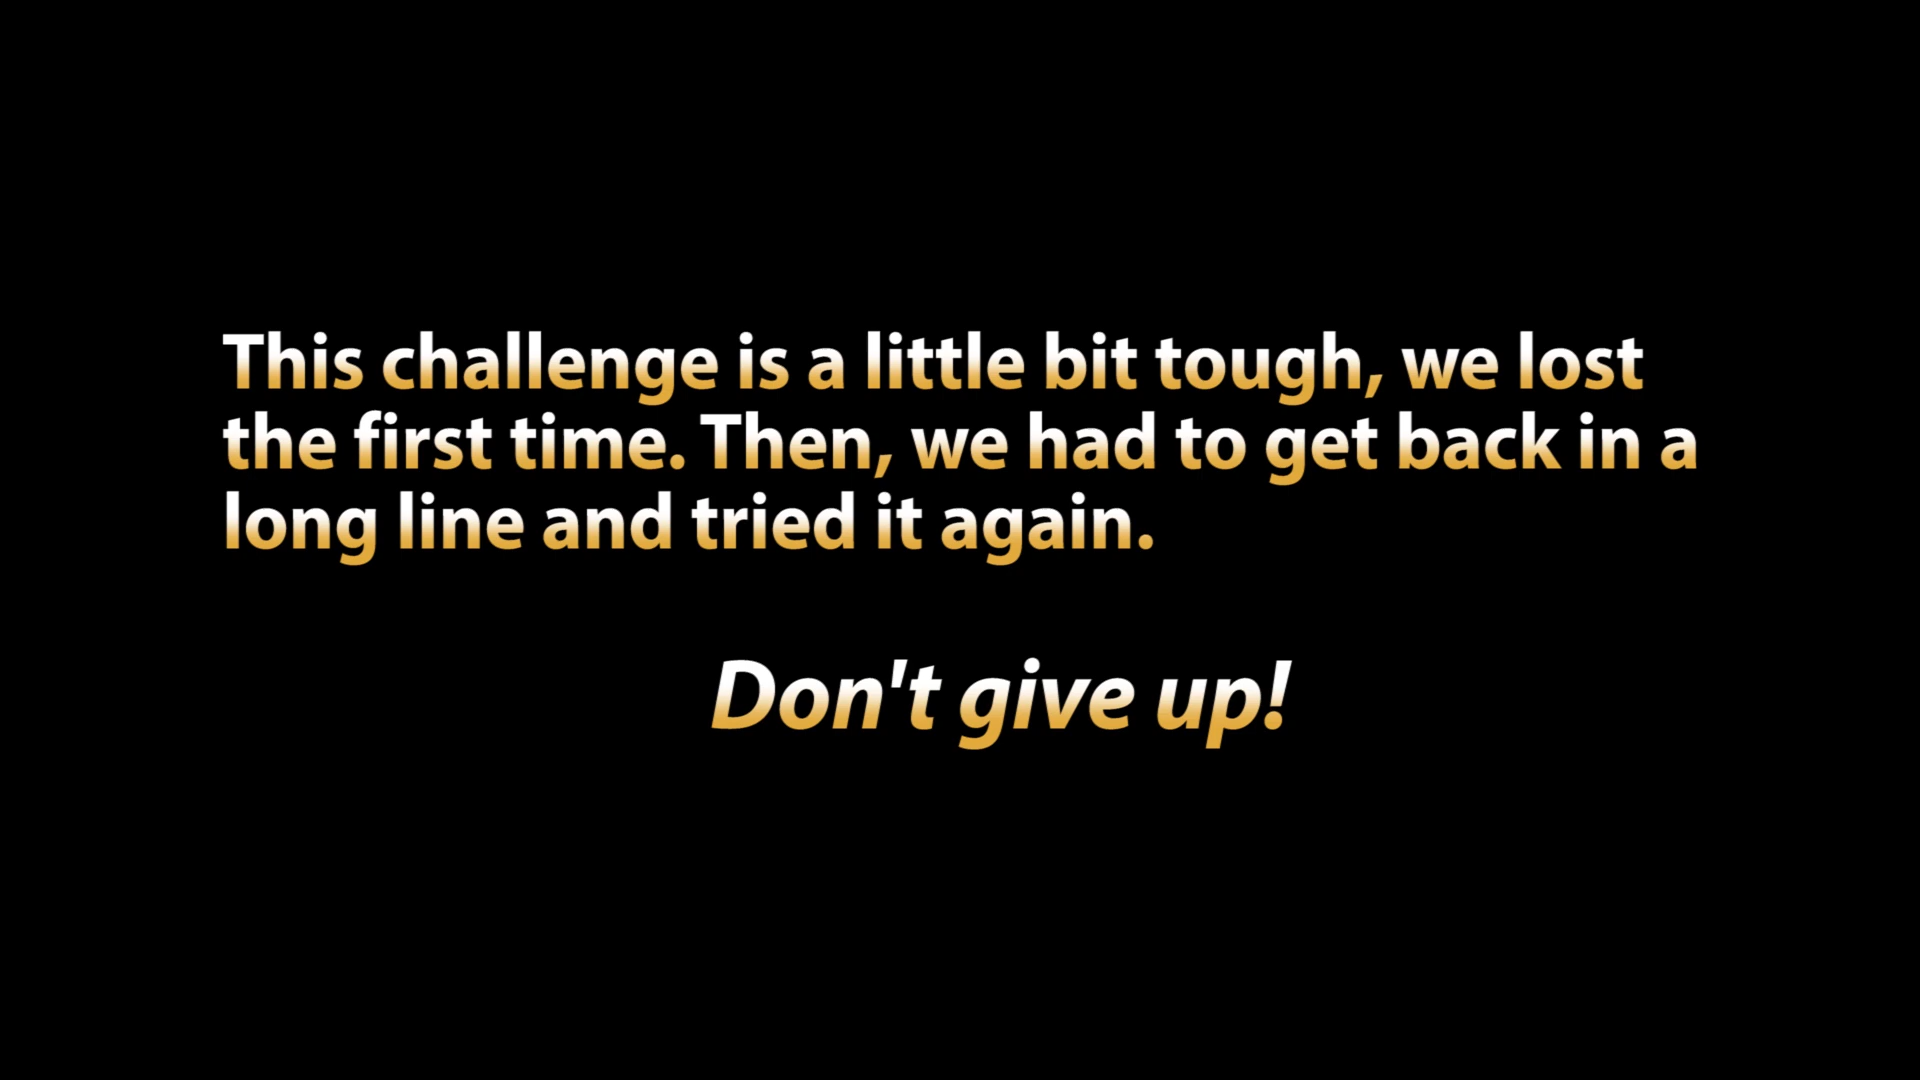 This challenge is a little bit tough, we lost
the first time. Then, we had to get back in a
long line and tried it again.
Don't give up!